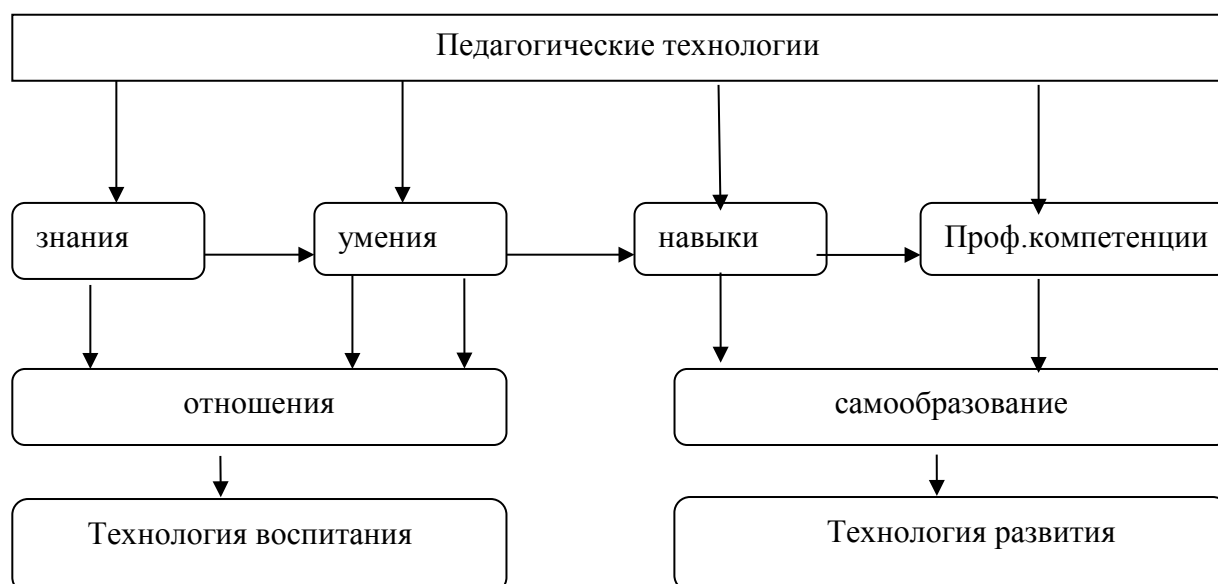 Педагогические технологии
знания
умения
навыки
Проф.компетенции
отношения
самообразование
Технология воспитания
Технология развития